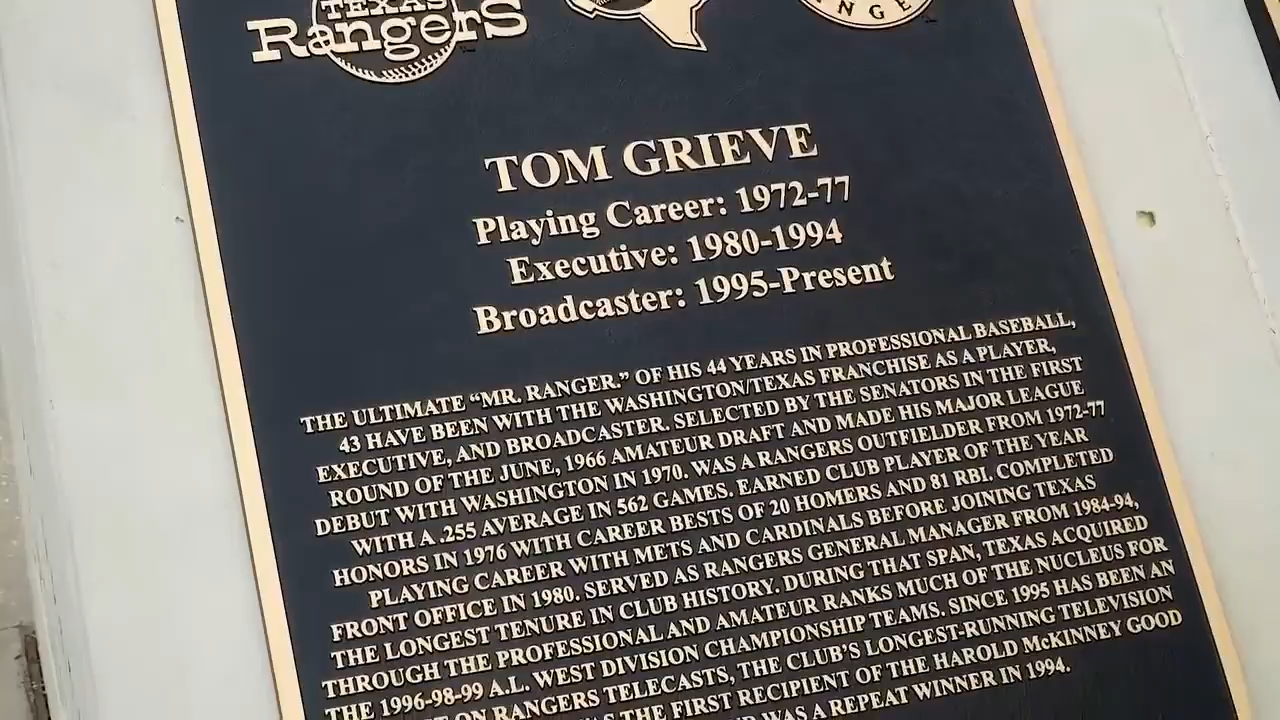 TEXAS
Rangers
ANGE
TOM GRIEVE
Playing Career: 1972-77
Executive: 1980-1994
Broadcaster: 1995-Present
THE ULTIMATE “MR. RANGER.” OF HIS 44 YEARS IN PROFESSIONAL BASEBALL,
43 HAVE BEEN WITH THE WASHINGTON/TEXAS FRANCHISE AS A PLAYER,
EXECUTIVE, AND BROADCASTER. SELECTED BY THE SENATORS IN THE FIRST
ROUND OF THE JUNE, 1966 AMATEUR DRAFT AND MADE HIS MAJOR LEAGUE
DEBUT WITH WASHINGTON IN 1970. WAS A RANGERS OUTFIELDER FROM 1972-77
WITH A .255 AVERAGE IN 562 GAMES. EARNED CLUB PLAYER OF THE YEAR
HONORS IN 1976 WITH CAREER BESTS OF 20 HOMERS AND 81 RBI. COMPLETED
PLAYING CAREER WITH METS AND CARDINALS BEFORE JOINING TEXAS
FRONT OFFICE IN 1980. SERVED AS RANGERS GENERAL MANAGER FROM 1984-94,
THE LONGEST TENURE IN CLUB HISTORY. DURING THAT SPAN, TEXAS ACQUIRED
THROUGH THE PROFESSIONAL AND AMATEUR RANKS MUCH OF THE NUCLEUS FOR
THE 1996-98-99 A.L. WEST DIVISION CHAMPIONSHIP TEAMS. SINCE 1995 HAS BEEN AN
ON RANGERS TELECASTS, THE CLUB’S LONGEST-RUNNING TELEVISION
THE FIRST RECIPIENT OF THE HAROLD McKINNEY GOOD
WAS A REPEAT WINNER IN 1994.